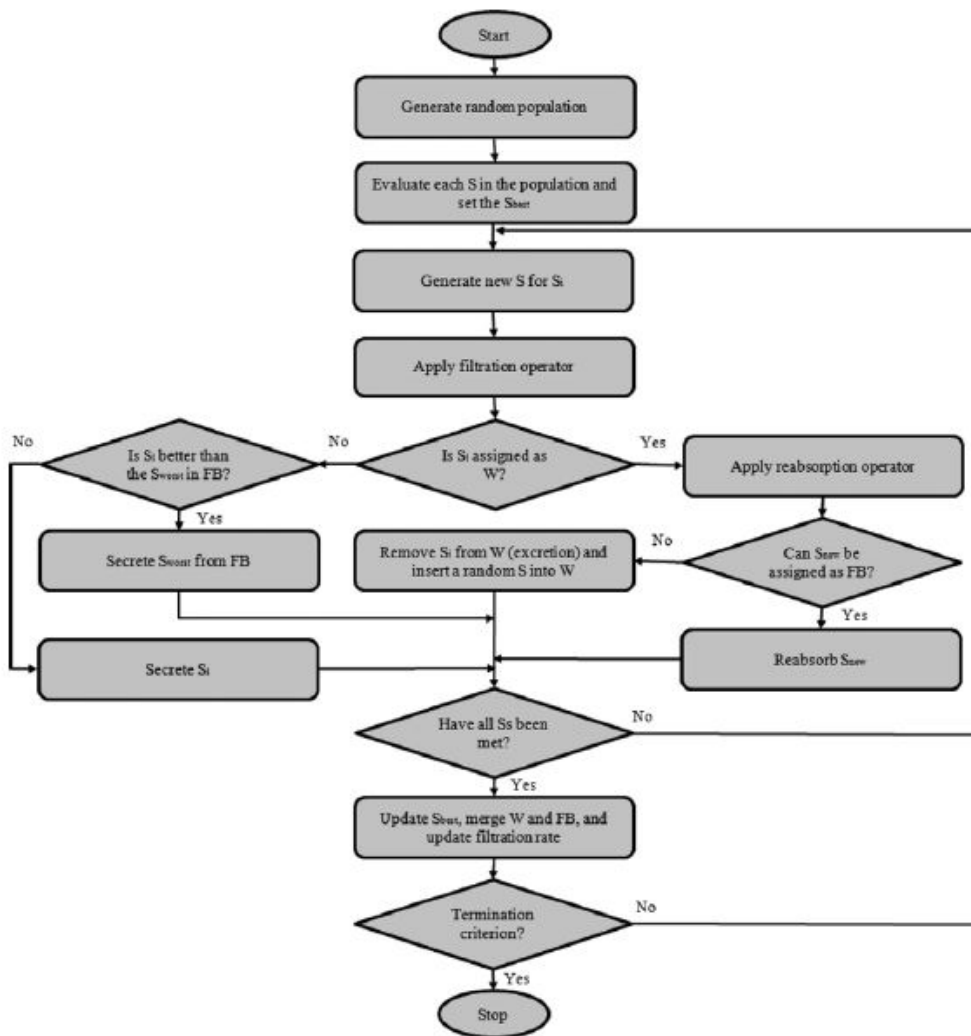 Start
Generate random population
Evaluate each S in the population and
set the Sbest
Generate new S for Si
Apply filtration operator
No
Is Si better than
the Sworst in FB?
No
Is Si assigned as
W?
Yes
Apply reabsorption operator
Yes
Secrete Sworst from FB
Remove Si from W (excretion) and
insert a random S into W
No
Can Snew be
assigned as FB?
Yes
Secrete Si
Reabsorb Snew
Have all Ss been
met?
No
Yes
Update Sbest, merge W and FB, and
update filtration rate
Termination
criterion?
No
Yes
Stop